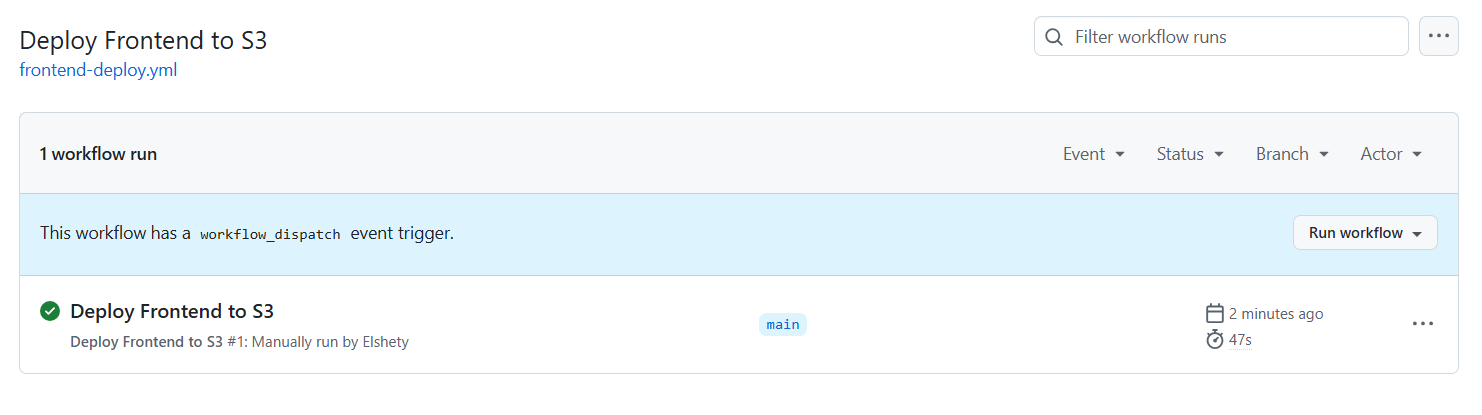 Deploy Frontend to S3
Filter workflow runs
frontend-deploy.yml
1 workflow run
Event
Status
Branch
Actor
This workflow has a workflow_dispatch event trigger.
Run workflow
Deploy Frontend to S3
Deploy Frontend to S3 #1: Manually run by Elshety
main
2 minutes ago
47s